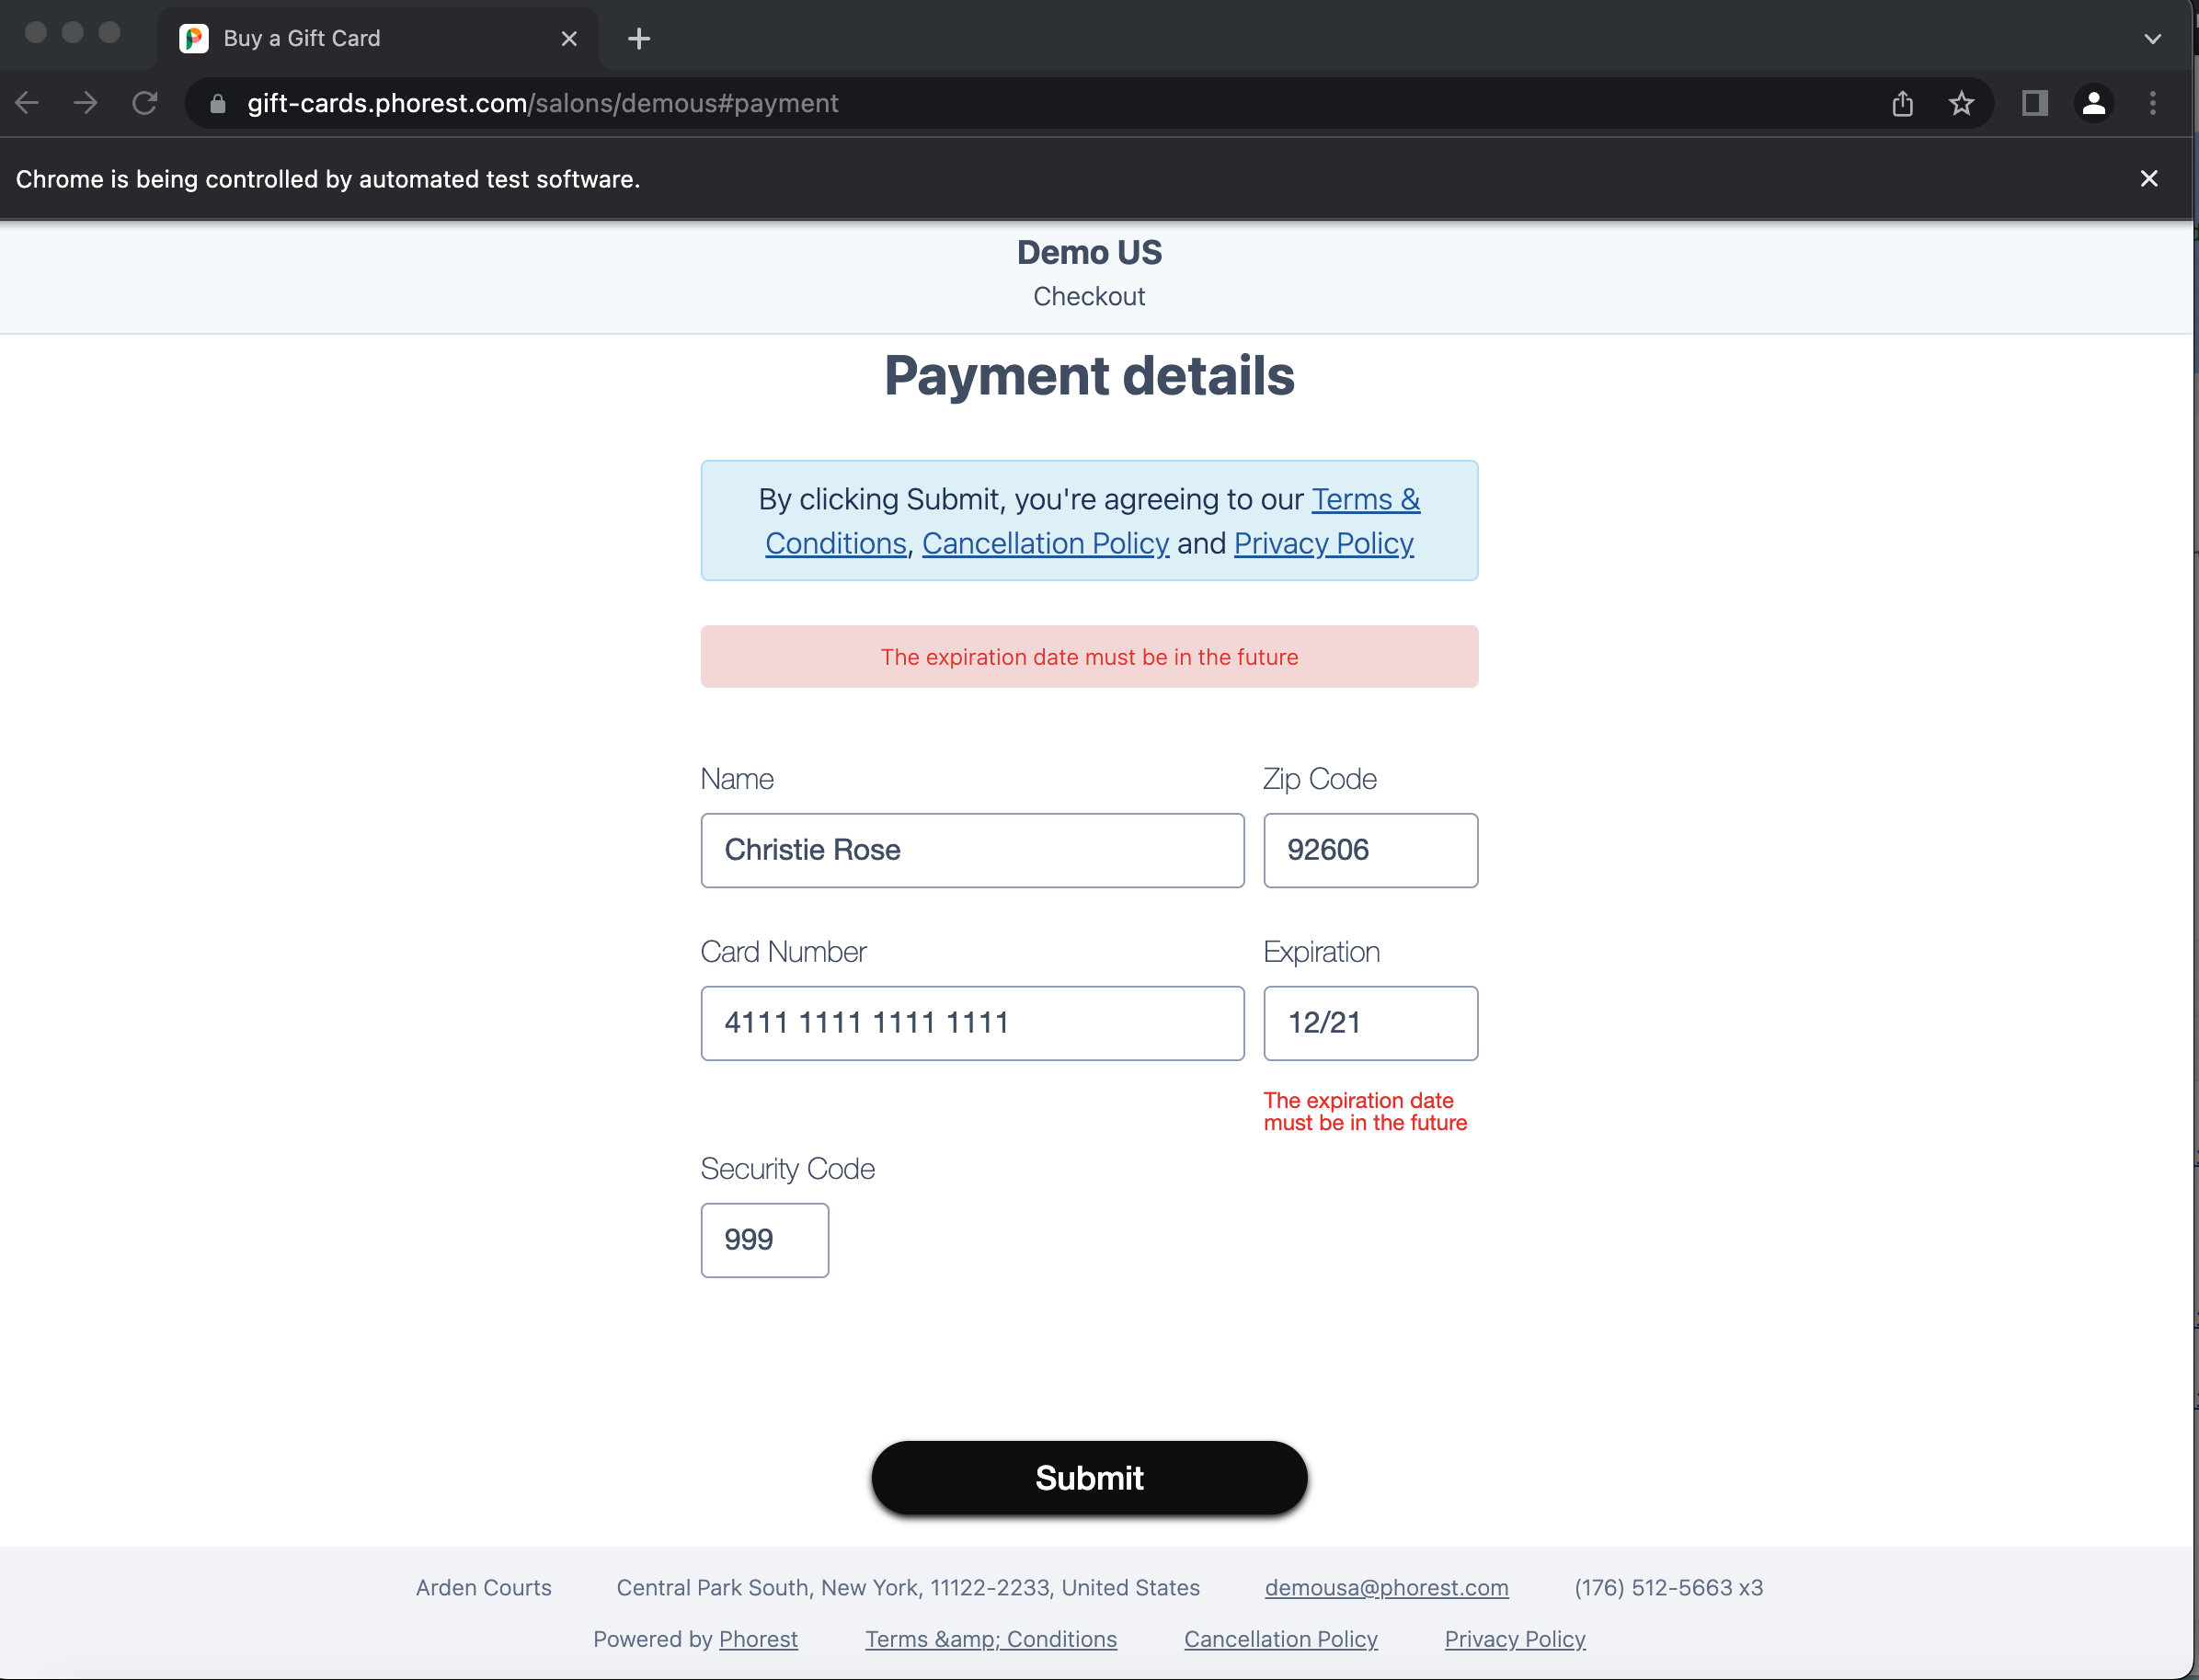 Buy a Gift Card
gift-cards.phorest.com/salons/demous#payment
Chrome is being controlled by automated test software.
Demo US
Checkout
Payment details
By clicking Submit, you're agreeing to our Terms &
Conditions, Cancellation Policy and Privacy Policy
The expiration date must be in the future
Name Zip Code
Christie Rose 92606
Card Number Expiration
4111 1111 1111 1111 12/21
The expiration date
must be in the future
Security Code
999
Submit
Arden Courts Central Park South, New York, 11122-2233, United States demousa@phorest.com (176) 512-5663 x3
Powered by Phorest Terms &amp; Conditions Cancellation Policy Privacy Policy